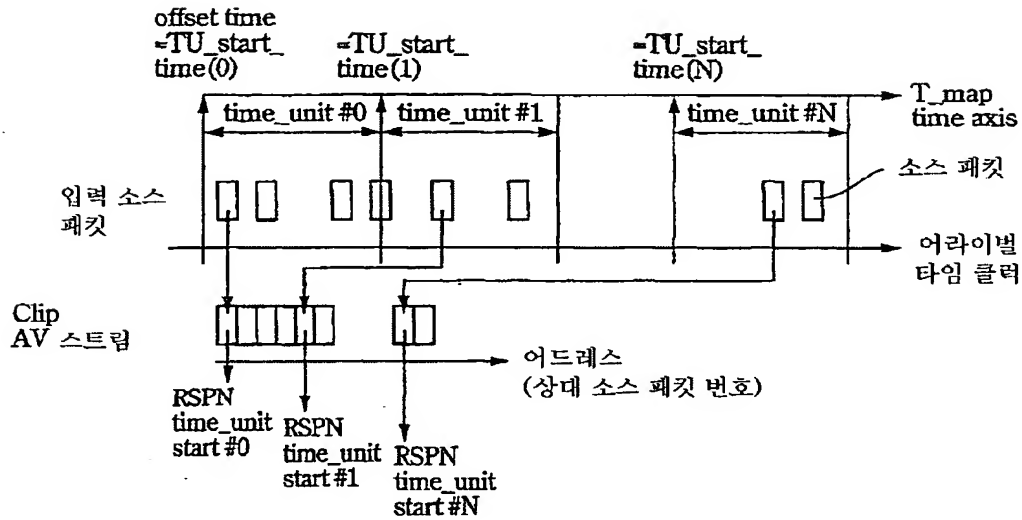 offset time
=TU_start_
time(0)
=TU_start_
time(1)
=TU_start_
time(N)
time_unit #0
time_unit #1
time_unit #N
T_map
time axis
입력 소스
패킷
소스 패킷
어라이벌
타임 클럭
Clip
AV 스트림
어드레스
(상대 소스 패킷 번호)
RSPN
time_unit
start #0
RSPN
time_unit
start #1
RSPN
time_unit
start #N